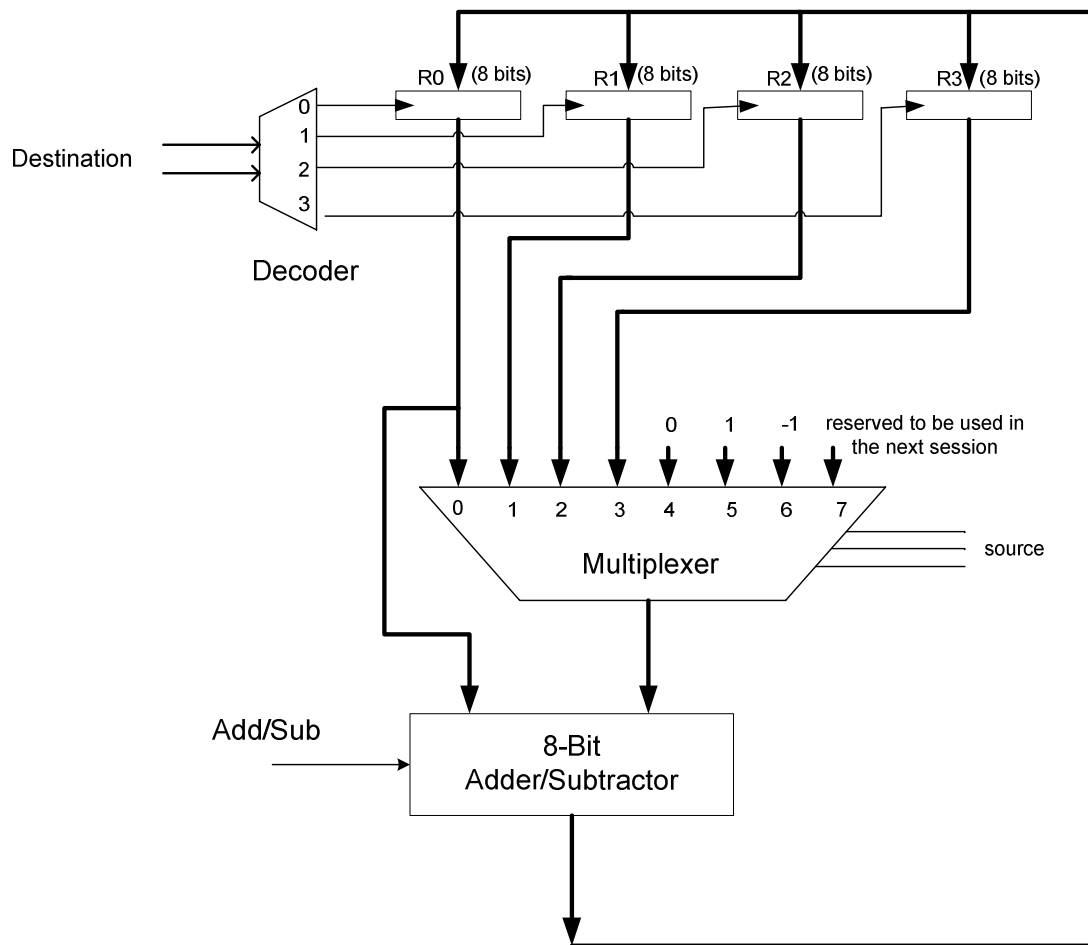 R0 (8 bits)
R1 (8 bits)
R2 (8 bits)
R3 (8 bits)
Destination
0
1
2
3
Decoder
0 1 -1 reserved to be used in
the next session
0 1 2 3 4 5 6 7
Multiplexer
source
Add/Sub
8-Bit
Adder/Subtractor